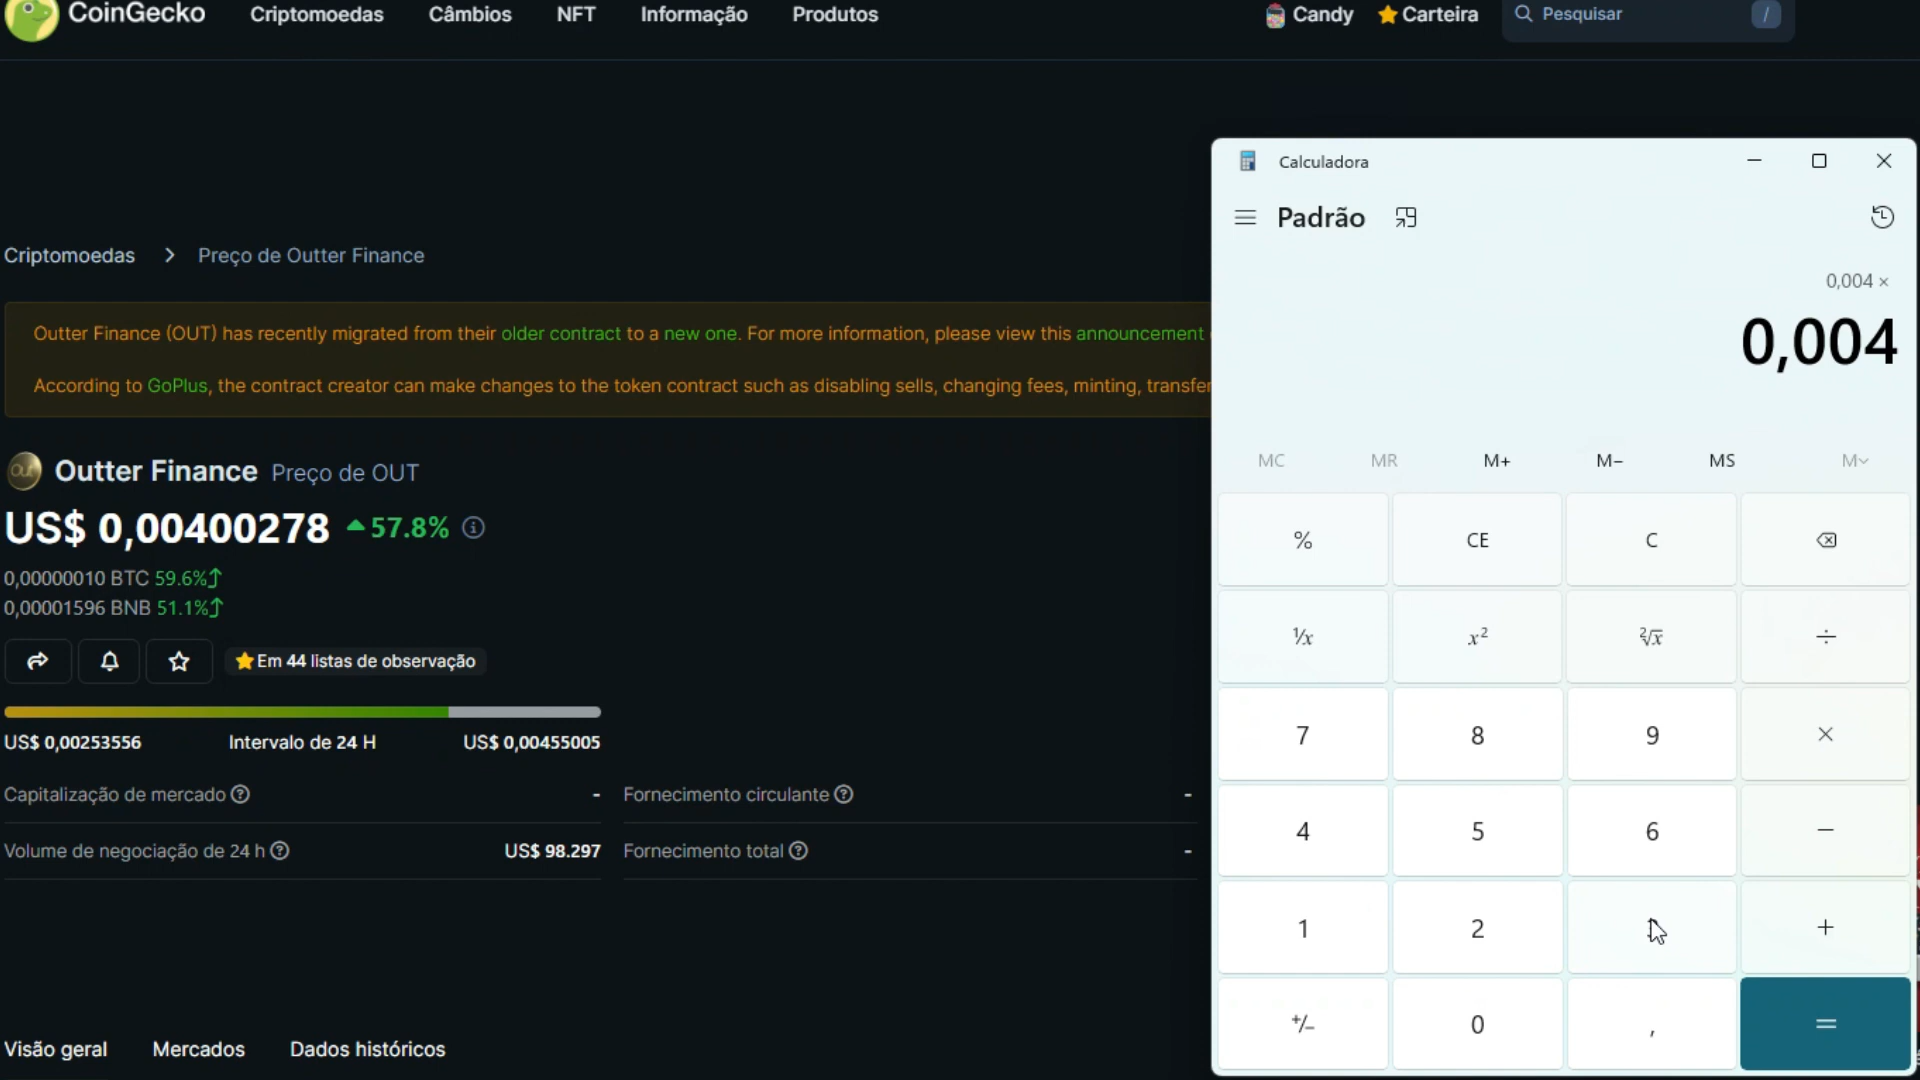 CoinGecko
Criptomoedas
Câmbios
NFT
Informação
Produtos
Candy
Carteira
Pesquisar
/
Criptomoedas > Preço de Outter Finance
Outter Finance (OUT) has recently migrated from their older contract to a new one. For more information, please view this announcement
According to GoPlus, the contract creator can make changes to the token contract such as disabling sells, changing fees, minting, transfer
Outter Finance Preço de OUT
US$ 0,00400278 57.8%
0,00000010 BTC 59.6%
0,00001596 BNB 51.1%
Em 44 listas de observação
US$ 0,00253556 Intervalo de 24 H US$ 0,00455005
Capitalização de mercado -
Fornecimento circulante -
Volume de negociação de 24 h US$ 98.297
Fornecimento total -
Visão geral
Mercados
Dados históricos
Calculadora
Padrão
0,004 ×
0,004
MC MR M+ M− MS M
% CE C
⅟x x² ²√x ÷
7 8 9 ×
4 5 6 −
1 2 +
+/− 0 , =